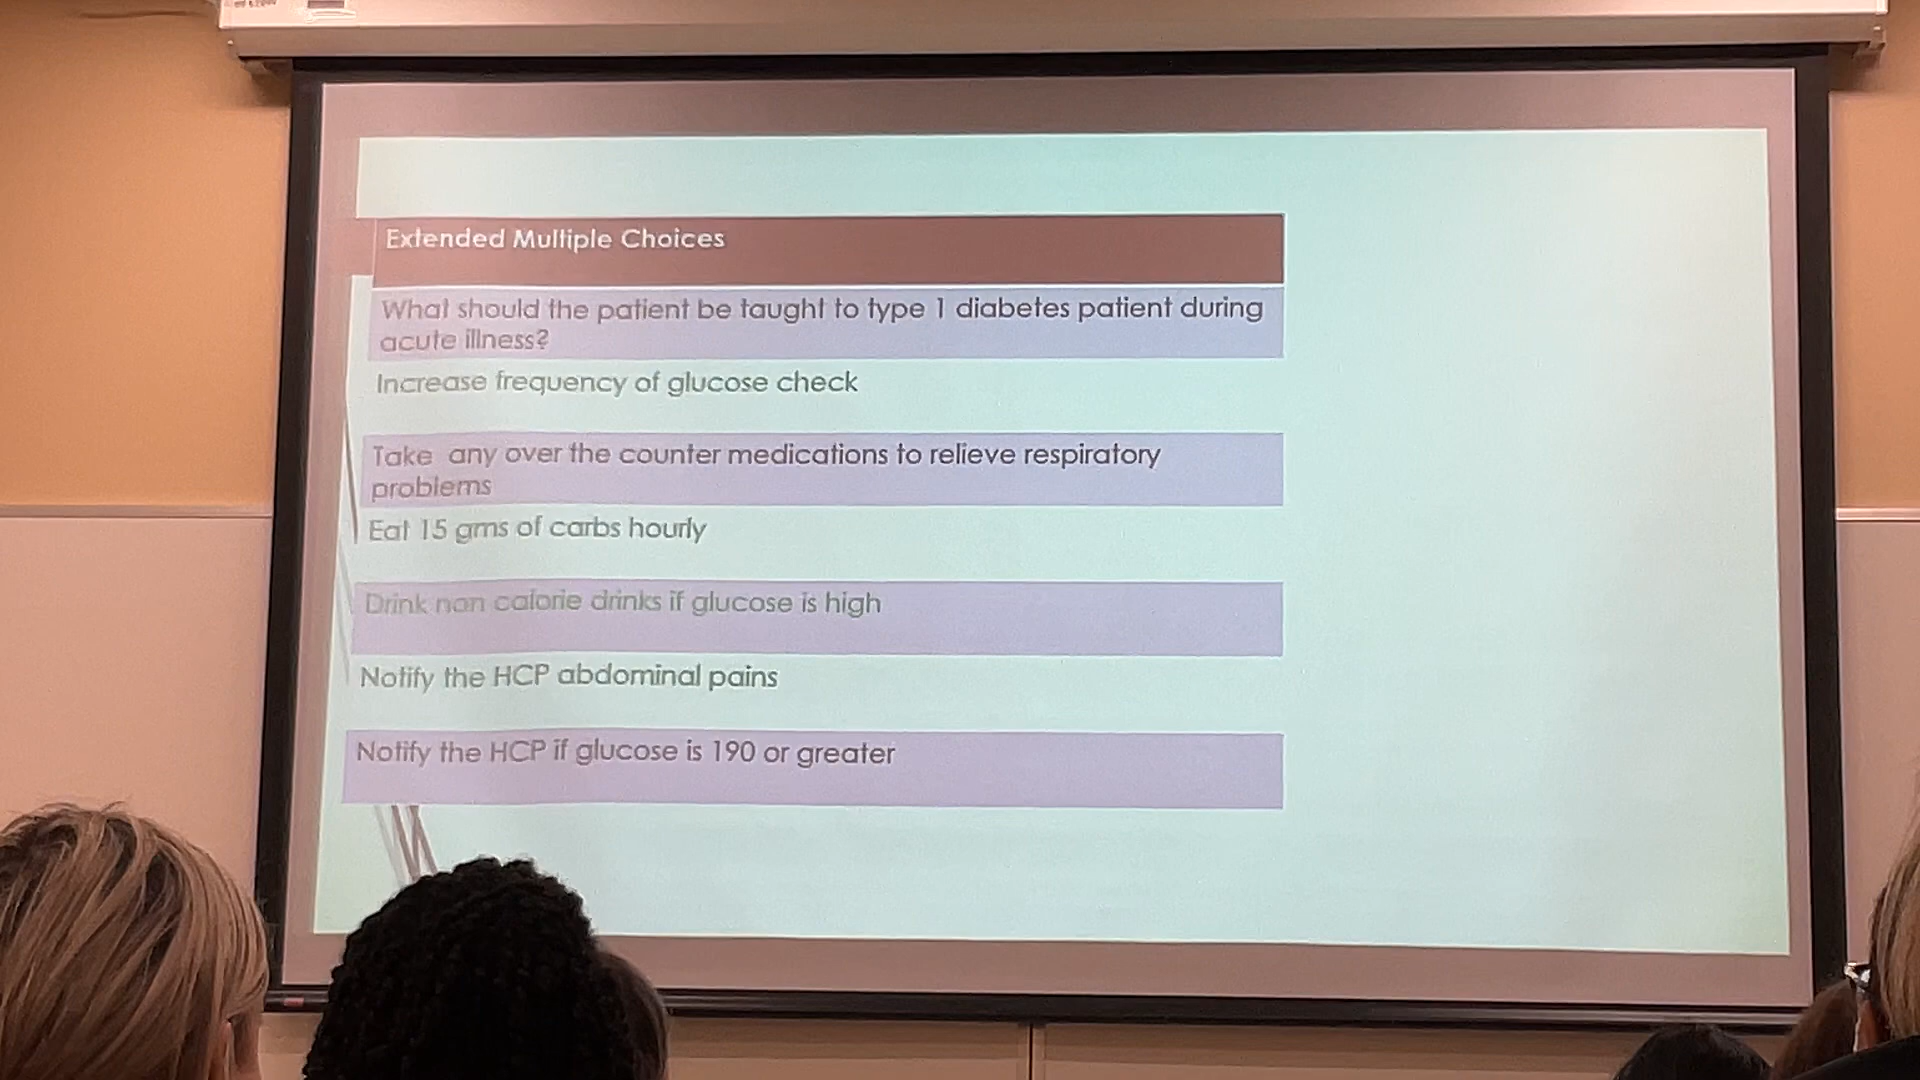 Extended Multiple Choices
What should the patient be taught to type 1 diabetes patient during
acute illness?
Increase frequency of glucose check
Take any over the counter medications to relieve respiratory
problems
Eat 15 gms of carbs hourly
Drink non calorie drinks if glucose is high
Notify the HCP abdominal pains
Notify the HCP if glucose is 190 or greater